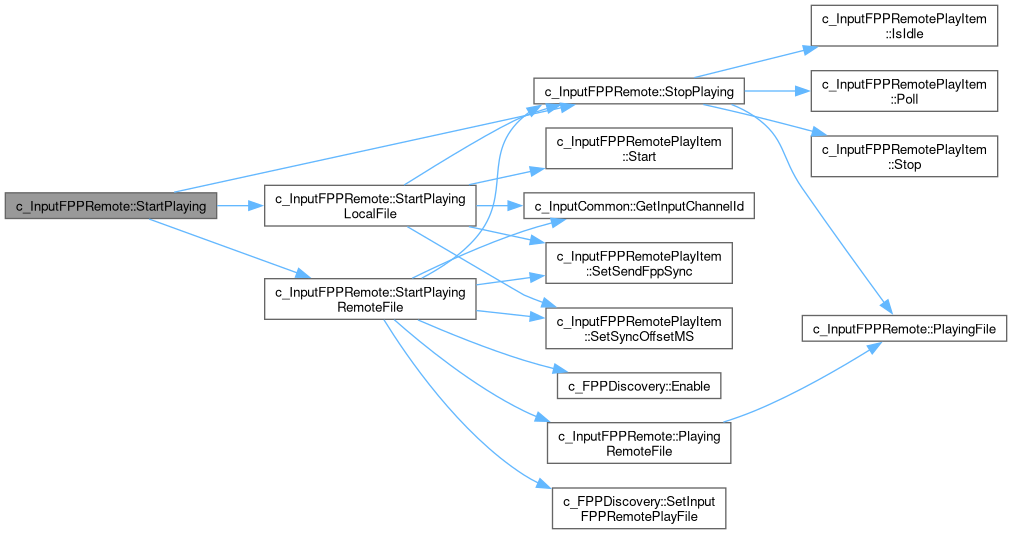 c_InputFPPRemote::StartPlaying
c_InputFPPRemote::StartPlaying
LocalFile
c_InputFPPRemote::StartPlaying
RemoteFile
c_InputFPPRemote::StopPlaying
c_InputFPPRemotePlayItem
::Start
c_InputCommon::GetInputChannelId
c_InputFPPRemotePlayItem
::SetSendFppSync
c_InputFPPRemotePlayItem
::SetSyncOffsetMS
c_FPPDiscovery::Enable
c_InputFPPRemote::Playing
RemoteFile
c_FPPDiscovery::SetInput
FPPRemotePlayFile
c_InputFPPRemotePlayItem
::IsIdle
c_InputFPPRemotePlayItem
::Poll
c_InputFPPRemotePlayItem
::Stop
c_InputFPPRemote::PlayingFile